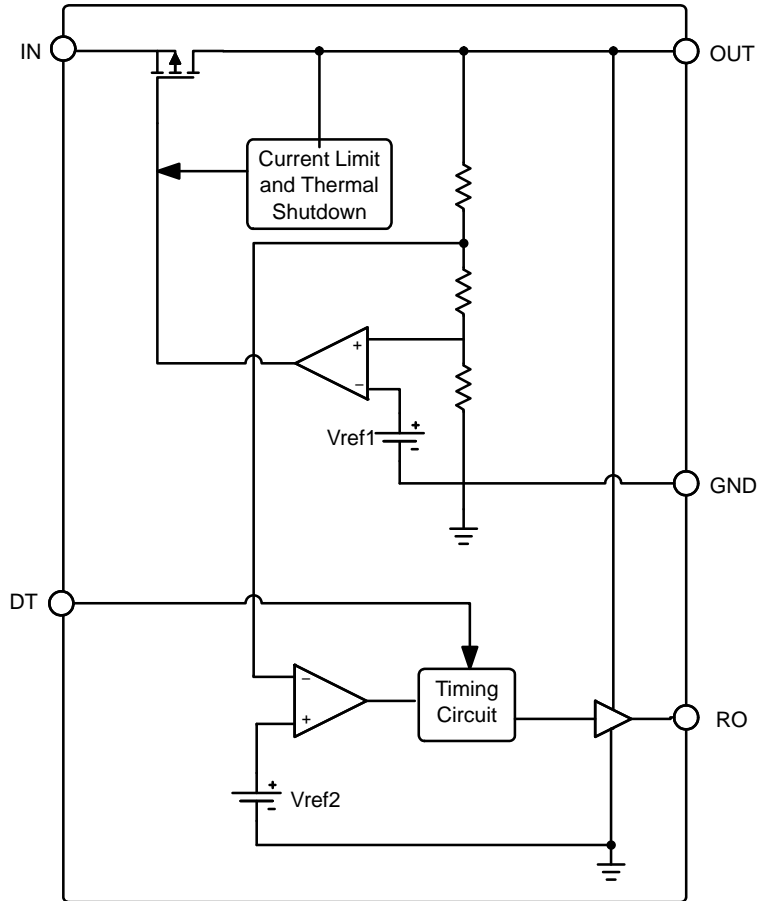 IN
OUT
Current Limit
and Thermal
Shutdown
+
−
Vref1
+
-
GND
DT
−
+
Timing
Circuit
RO
+
-
Vref2